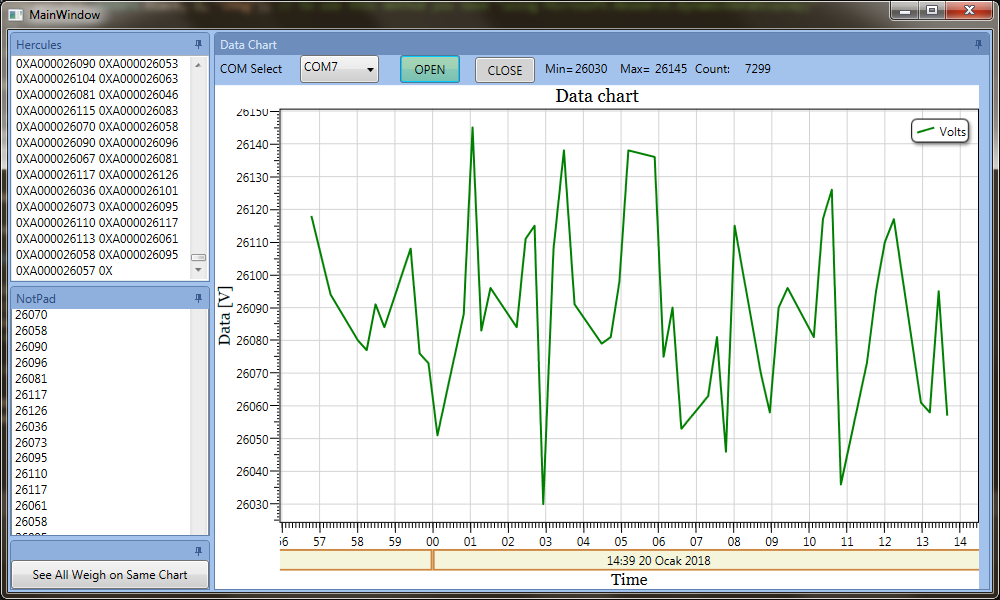 MainWindow
Hercules
0XA000026090 0XA000026053
0XA000026104 0XA000026063
0XA000026081 0XA000026046
0XA000026115 0XA000026083
0XA000026070 0XA000026058
0XA000026090 0XA000026096
0XA000026067 0XA000026081
0XA000026117 0XA000026126
0XA000026036 0XA000026101
0XA000026073 0XA000026095
0XA000026110 0XA000026117
0XA000026113 0XA000026061
0XA000026058 0XA000026095
0XA000026057 0X
NotPad
26070
26058
26090
26096
26081
26117
26126
26036
26073
26095
26110
26117
26061
26058
See All Weigh on Same Chart
Data Chart
COM Select COM7 OPEN CLOSE Min= 26030 Max= 26145 Count: 7299
Data chart
Volts
Data [V]
26150
26140
26130
26120
26110
26100
26090
26080
26070
26060
26050
26040
26030
56 57 58 59 00 01 02 03 04 05 06 07 08 09 10 11 12 13 14
14:39 20 Ocak 2018
Time